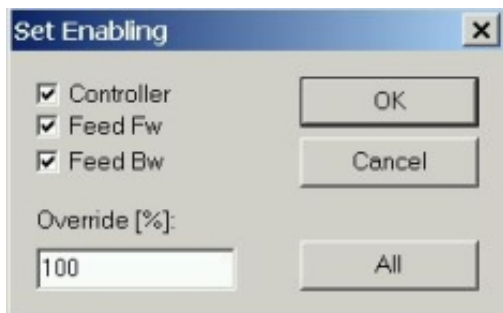 Set Enabling
Controller
OK
Feed Fw
Feed Bw
Cancel
Override [%]:
100
All